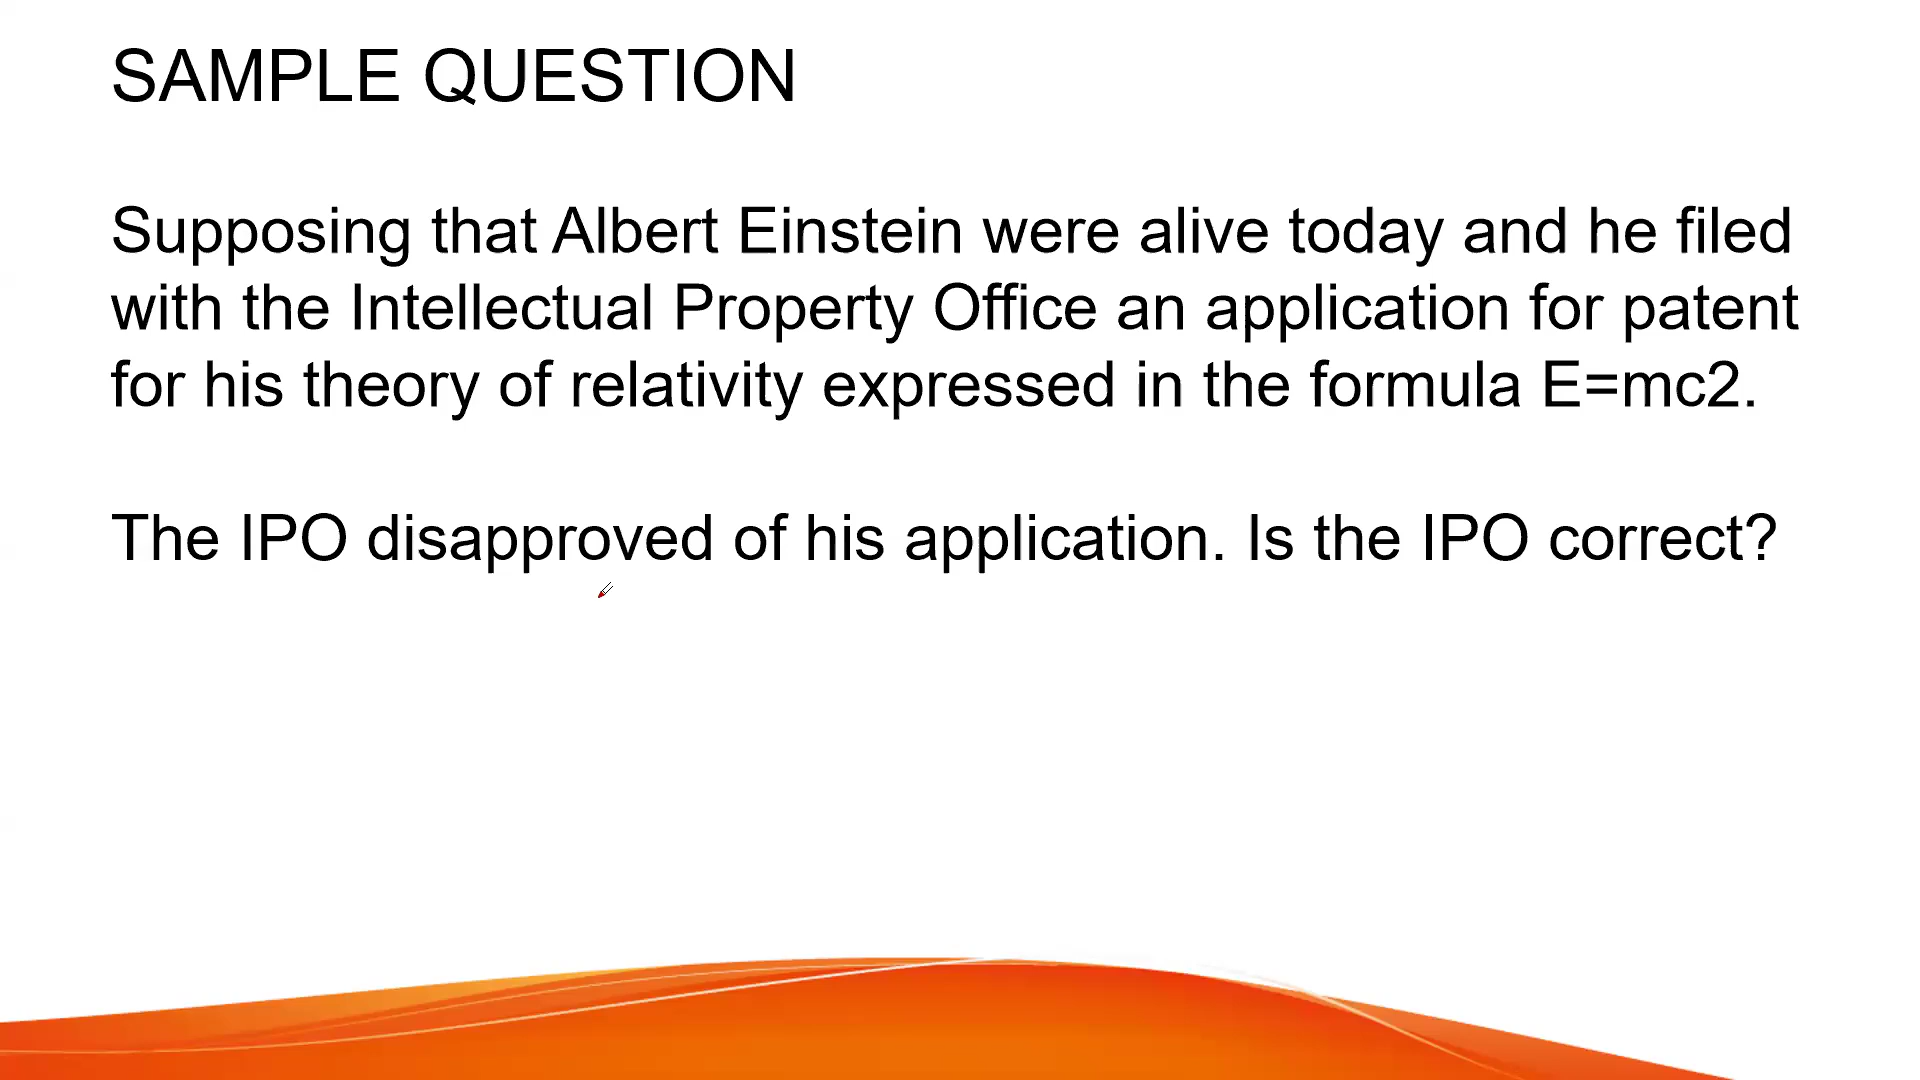 SAMPLE QUESTION
Supposing that Albert Einstein were alive today and he filed
with the Intellectual Property Office an application for patent
for his theory of relativity expressed in the formula E=mc2.
The IPO disapproved of his application. Is the IPO correct?